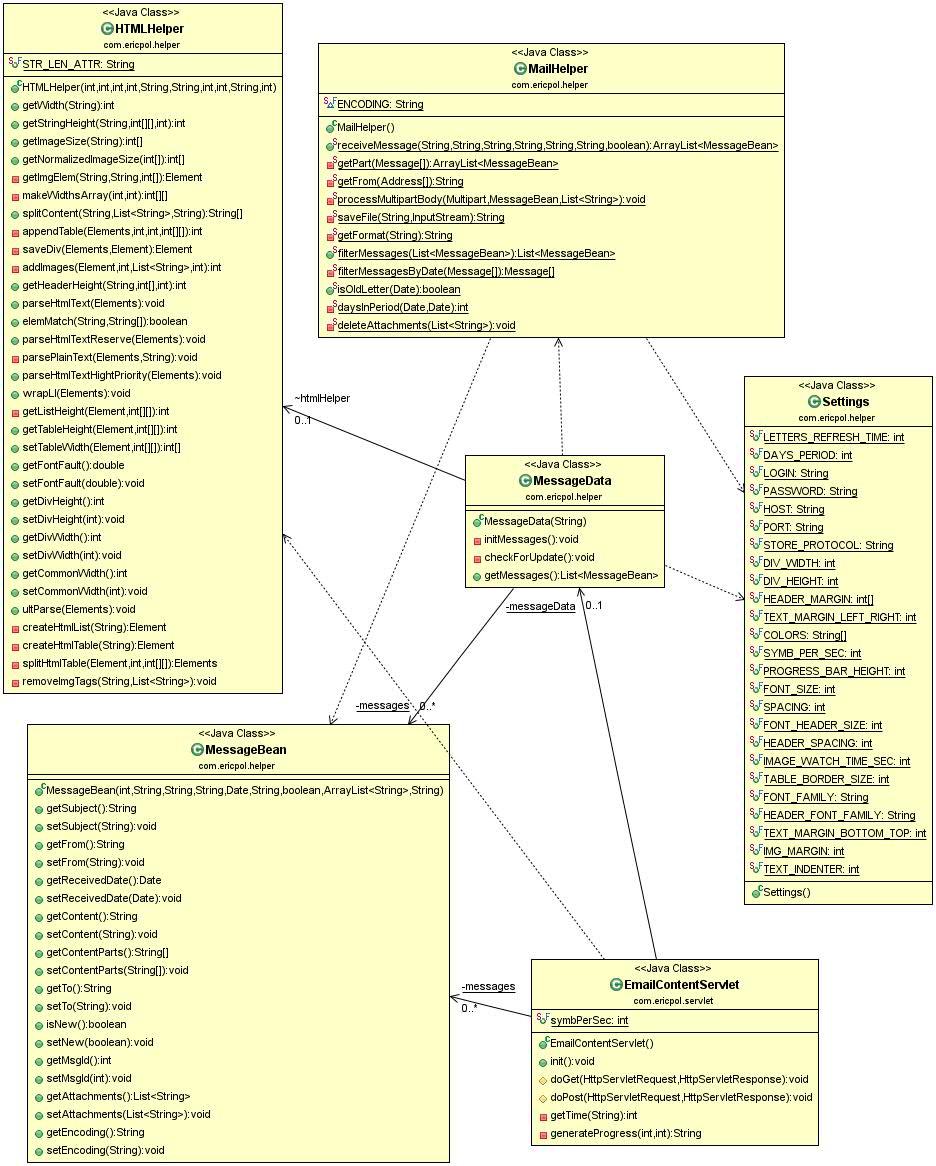 <<Java Class>>
HTMLHelper
com.ericpol.helper
STR_LEN_ATTR: String
HTMLHelper(int,int,int,int,String,String,int,int,String,int)
getWidth(String):int
getStringHeight(String,int[][],int):int
getImageSize(String):int[]
getNormalizedImageSize(int[]):int[]
getImgElem(String,String,int[]):Element
makeWidthsArray(int,int):int[][]
splitContent(String,List<String>,String):String[]
appendTable(Elements,int,int,int[][]):int
saveDiv(Elements,Element):Element
addImages(Element,int,List<String>,int):int
getHeaderHeight(String,int[],int):int
parseHtmlText(Elements):void
elemMatch(String,String[]):boolean
parseHtmlTextReserve(Elements):void
parsePlainText(Elements,String):void
parseHtmlTextHightPriority(Elements):void
wrapLI(Elements):void
getListHeight(Element,int[][]):int
getTableHeight(Element,int[][]):int
setTableWidth(Element,int[][]):int[]
getFontFault():double
setFontFault(double):void
getDivHeight():int
setDivHeight(int):void
getDivWidth():int
setDivWidth(int):void
getCommonWidth():int
setCommonWidth(int):void
ultParse(Elements):void
createHtmlList(String):Element
createHtmlTable(String):Element
splitHtmlTable(Element,int,int[][]):Elements
removeImgTags(String,List<String>):void
<<Java Class>>
MailHelper
com.ericpol.helper
ENCODING: String
MailHelper()
receiveMessage(String,String,String,String,String,boolean):ArrayList<MessageBean>
getPart(Message[]):ArrayList<MessageBean>
getFrom(Address[]):String
processMultipartBody(Multipart,MessageBean,List<String>):void
saveFile(String,InputStream):String
getFormat(String):String
filterMessages(List<MessageBean>):List<MessageBean>
filterMessagesByDate(Message[]):Message[]
isOldLetter(Date):boolean
daysInPeriod(Date,Date):int
deleteAttachments(List<String>):void
~htmlHelper
0..1
<<Java Class>>
MessageData
com.ericpol.helper
MessageData(String)
initMessages():void
checkForUpdate():void
getMessages():List<MessageBean>
-messageData
0..1
<<Java Class>>
Settings
com.ericpol.helper
LETTERS_REFRESH_TIME: int
DAYS_PERIOD: int
LOGIN: String
PASSWORD: String
HOST: String
PORT: String
STORE_PROTOCOL: String
DIV_WIDTH: int
DIV_HEIGHT: int
HEADER_MARGIN: int[]
TEXT_MARGIN_LEFT_RIGHT: int
COLORS: String[]
SYMB_PER_SEC: int
PROGRESS_BAR_HEIGHT: int
FONT_SIZE: int
SPACING: int
FONT_HEADER_SIZE: int
HEADER_SPACING: int
IMAGE_WATCH_TIME_SEC: int
TABLE_BORDER_SIZE: int
FONT_FAMILY: String
HEADER_FONT_FAMILY: String
TEXT_MARGIN_BOTTOM_TOP: int
IMG_MARGIN: int
TEXT_INDENTER: int
Settings()
-messages
0..*
<<Java Class>>
MessageBean
com.ericpol.helper
MessageBean(int,String,String,String,Date,String,boolean,ArrayList<String>,String)
getSubject():String
setSubject(String):void
getFrom():String
setFrom(String):void
getReceivedDate():Date
setReceivedDate(Date):void
getContent():String
setContent(String):void
getContentParts():String[]
setContentParts(String[]):void
getTo():String
setTo(String):void
isNew():boolean
setNew(boolean):void
getMsgId():int
setMsgId(int):void
getAttachments():List<String>
setAttachments(List<String>):void
getEncoding():String
setEncoding(String):void
-messages
0..*
<<Java Class>>
EmailContentServlet
com.ericpol.servlet
symbPerSec: int
EmailContentServlet()
init():void
doGet(HttpServletRequest,HttpServletResponse):void
doPost(HttpServletRequest,HttpServletResponse):void
getTime(String):int
generateProgress(int,int):String